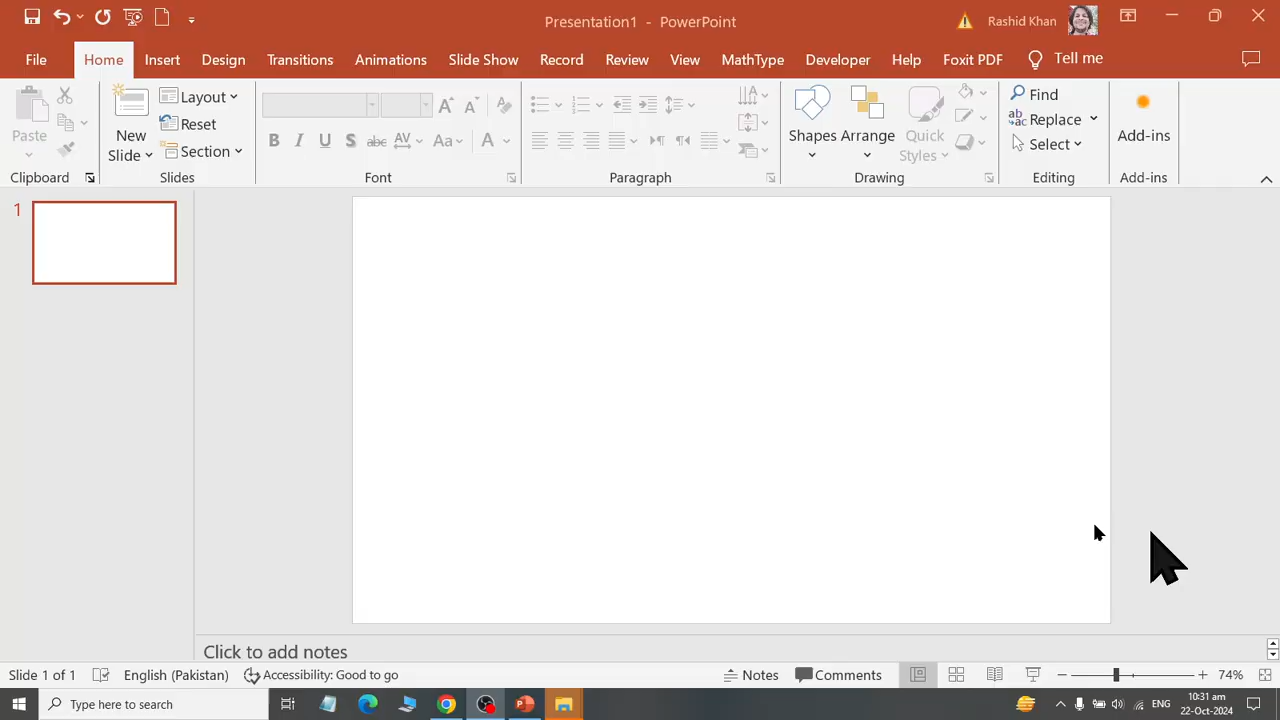 Presentation1 - PowerPoint
Rashid Khan
File Home Insert Design Transitions Animations Slide Show Record Review View MathType Developer Help Foxit PDF Tell me
Paste
New
Slide
Layout
Reset
Section
B I U S abc AV Aa A
Shapes
Arrange
Quick
Styles
Find
Replace
Select
Add-ins
Clipboard Slides Font Paragraph Drawing Editing Add-ins
1
Click to add notes
Slide 1 of 1 English (Pakistan) Accessibility: Good to go Notes Comments 74%
Type here to search
ENG
10:31 am
22-Oct-2024